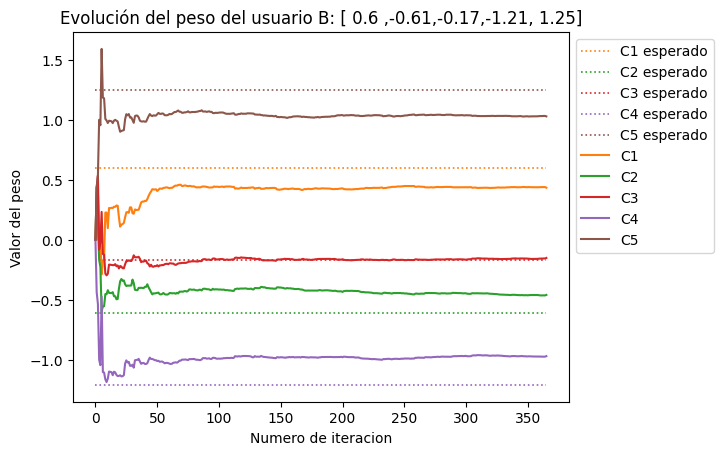 Evolución del peso del usuario B: [ 0.6 ,-0.61,-0.17,-1.21, 1.25]
Valor del peso
1.5
1.0
0.5
0.0
−0.5
−1.0
0
50
100
150
200
250
300
350
Numero de iteracion
C1 esperado
C2 esperado
C3 esperado
C4 esperado
C5 esperado
C1
C2
C3
C4
C5